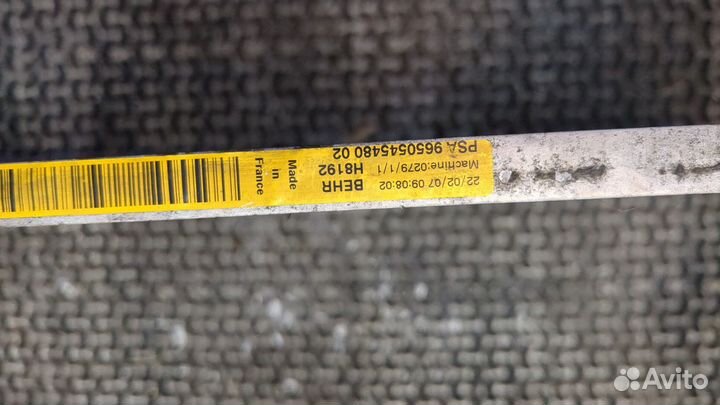 PSA 9650545480 02
Machine:0279/1/1
22/02/07 09:08:02
BEHR
H8192
Made
in
France
Avito